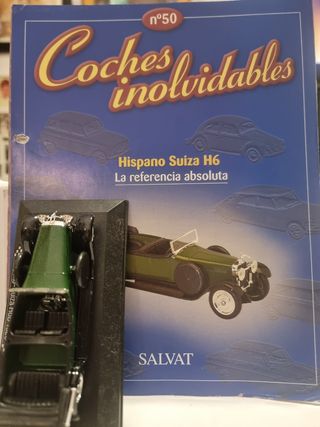 nº50
Coches
inolvidables
Hispano Suiza H6
La referencia absoluta
SALVAT